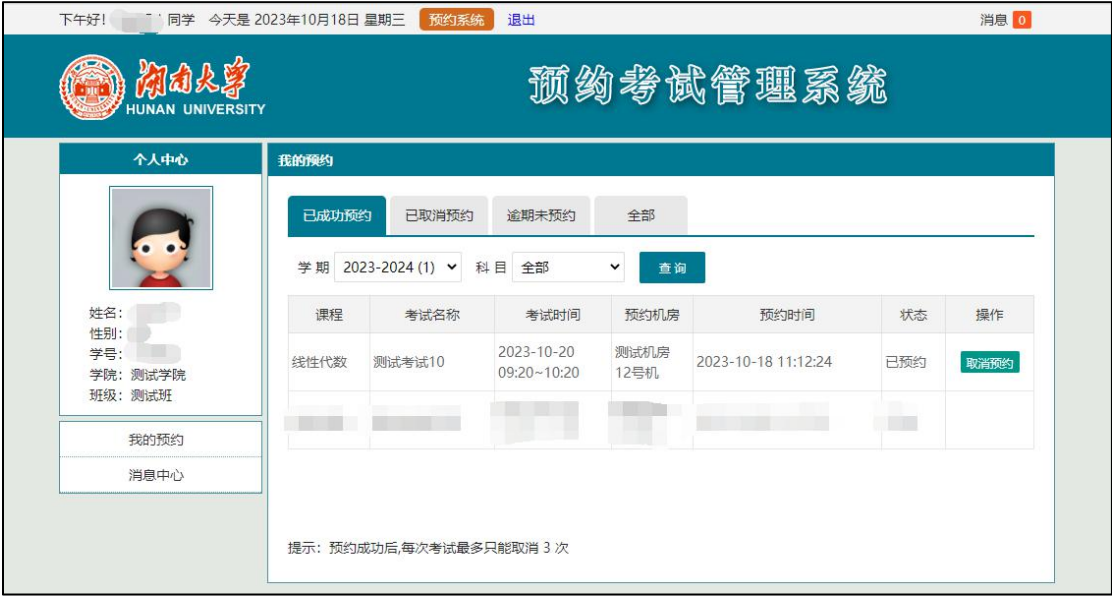 下午好! 同学 今天是 2023年10月18日 星期三 预约系统 退出 消息 0
湖南大学
HUNAN UNIVERSITY
预约考试管理系统
个人中心
姓名:
性别:
学号:
学院: 测试学院
班级: 测试班
我的预约
消息中心
我的预约
已成功预约 已取消预约 逾期未预约 全部
学 期 2023-2024 (1) 科 目 全部 查 询
课程 考试名称 考试时间 预约机房 预约时间 状态 操作
线性代数 测试考试10 2023-10-20 09:20~10:20 测试机房 12号机 2023-10-18 11:12:24 已预约 取消预约
提示: 预约成功后,每次考试最多只能取消 3 次